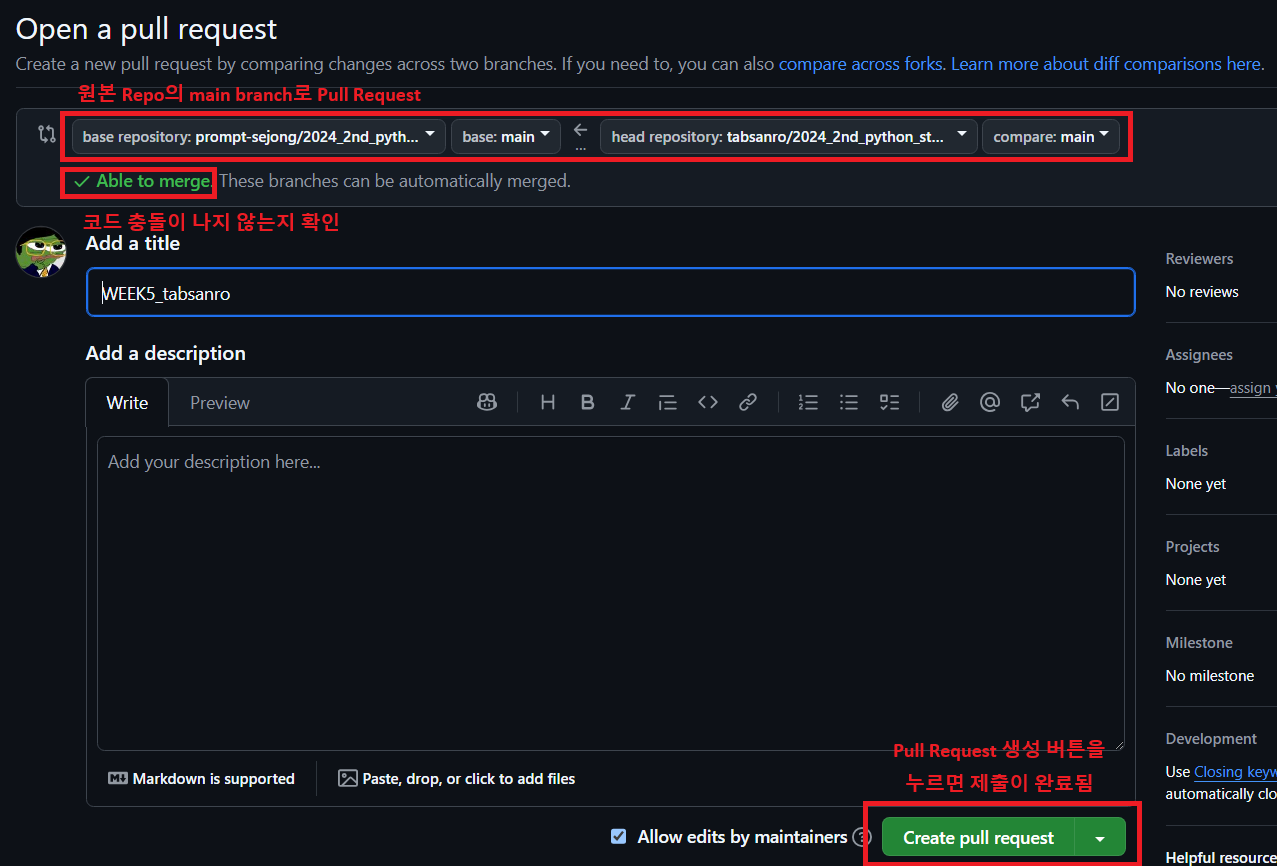 Open a pull request
Create a new pull request by comparing changes across two branches. If you need to, you can also compare across forks. Learn more about diff comparisons here.
원본 Repo의 main branch로 Pull Request
base repository: prompt-sejong/2024_2nd_pyth... base: main ← ... head repository: tabsanro/2024_2nd_python_st... compare: main
✓ Able to merge. These branches can be automatically merged.
코드 충돌이 나지 않는지 확인
Add a title
WEEK5_tabsanro
Add a description
Write Preview
Add your description here...
Markdown is supported
Paste, drop, or click to add files
Pull Request 생성 버튼을
누르면 제출이 완료됨
Allow edits by maintainers
Create pull request
Reviewers
No reviews
Assignees
No one—assign
Labels
None yet
Projects
None yet
Milestone
No milestone
Development
Use Closing keyw
automatically clo
Helpful resource